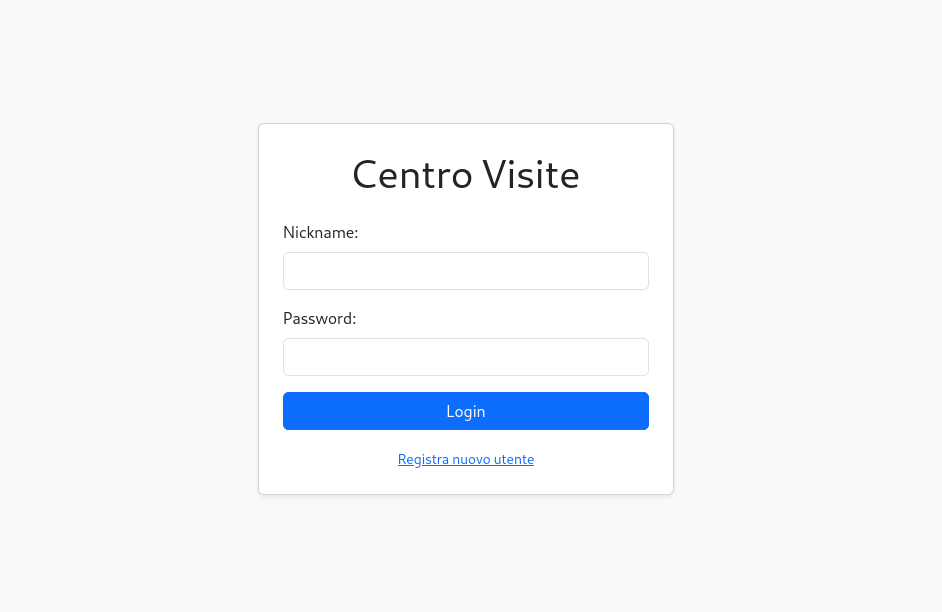 Centro Visite
Nickname:
Password:
Login
Registra nuovo utente